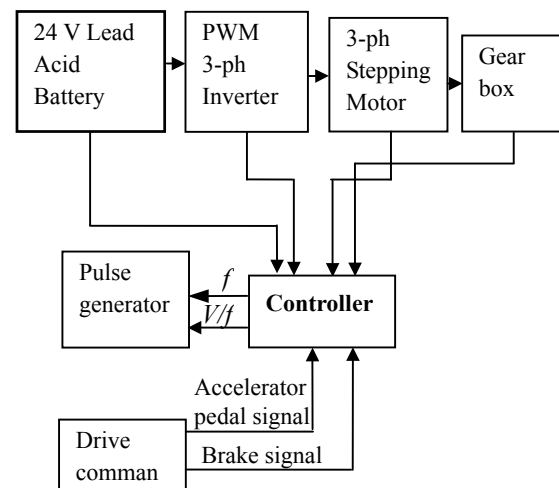 24 V Lead
Acid
Battery
PWM
3-ph
Inverter
3-ph
Stepping
Motor
Gear
box
Pulse
generator
f
V/f
Controller
Accelerator
pedal signal
Brake signal
Drive
comman